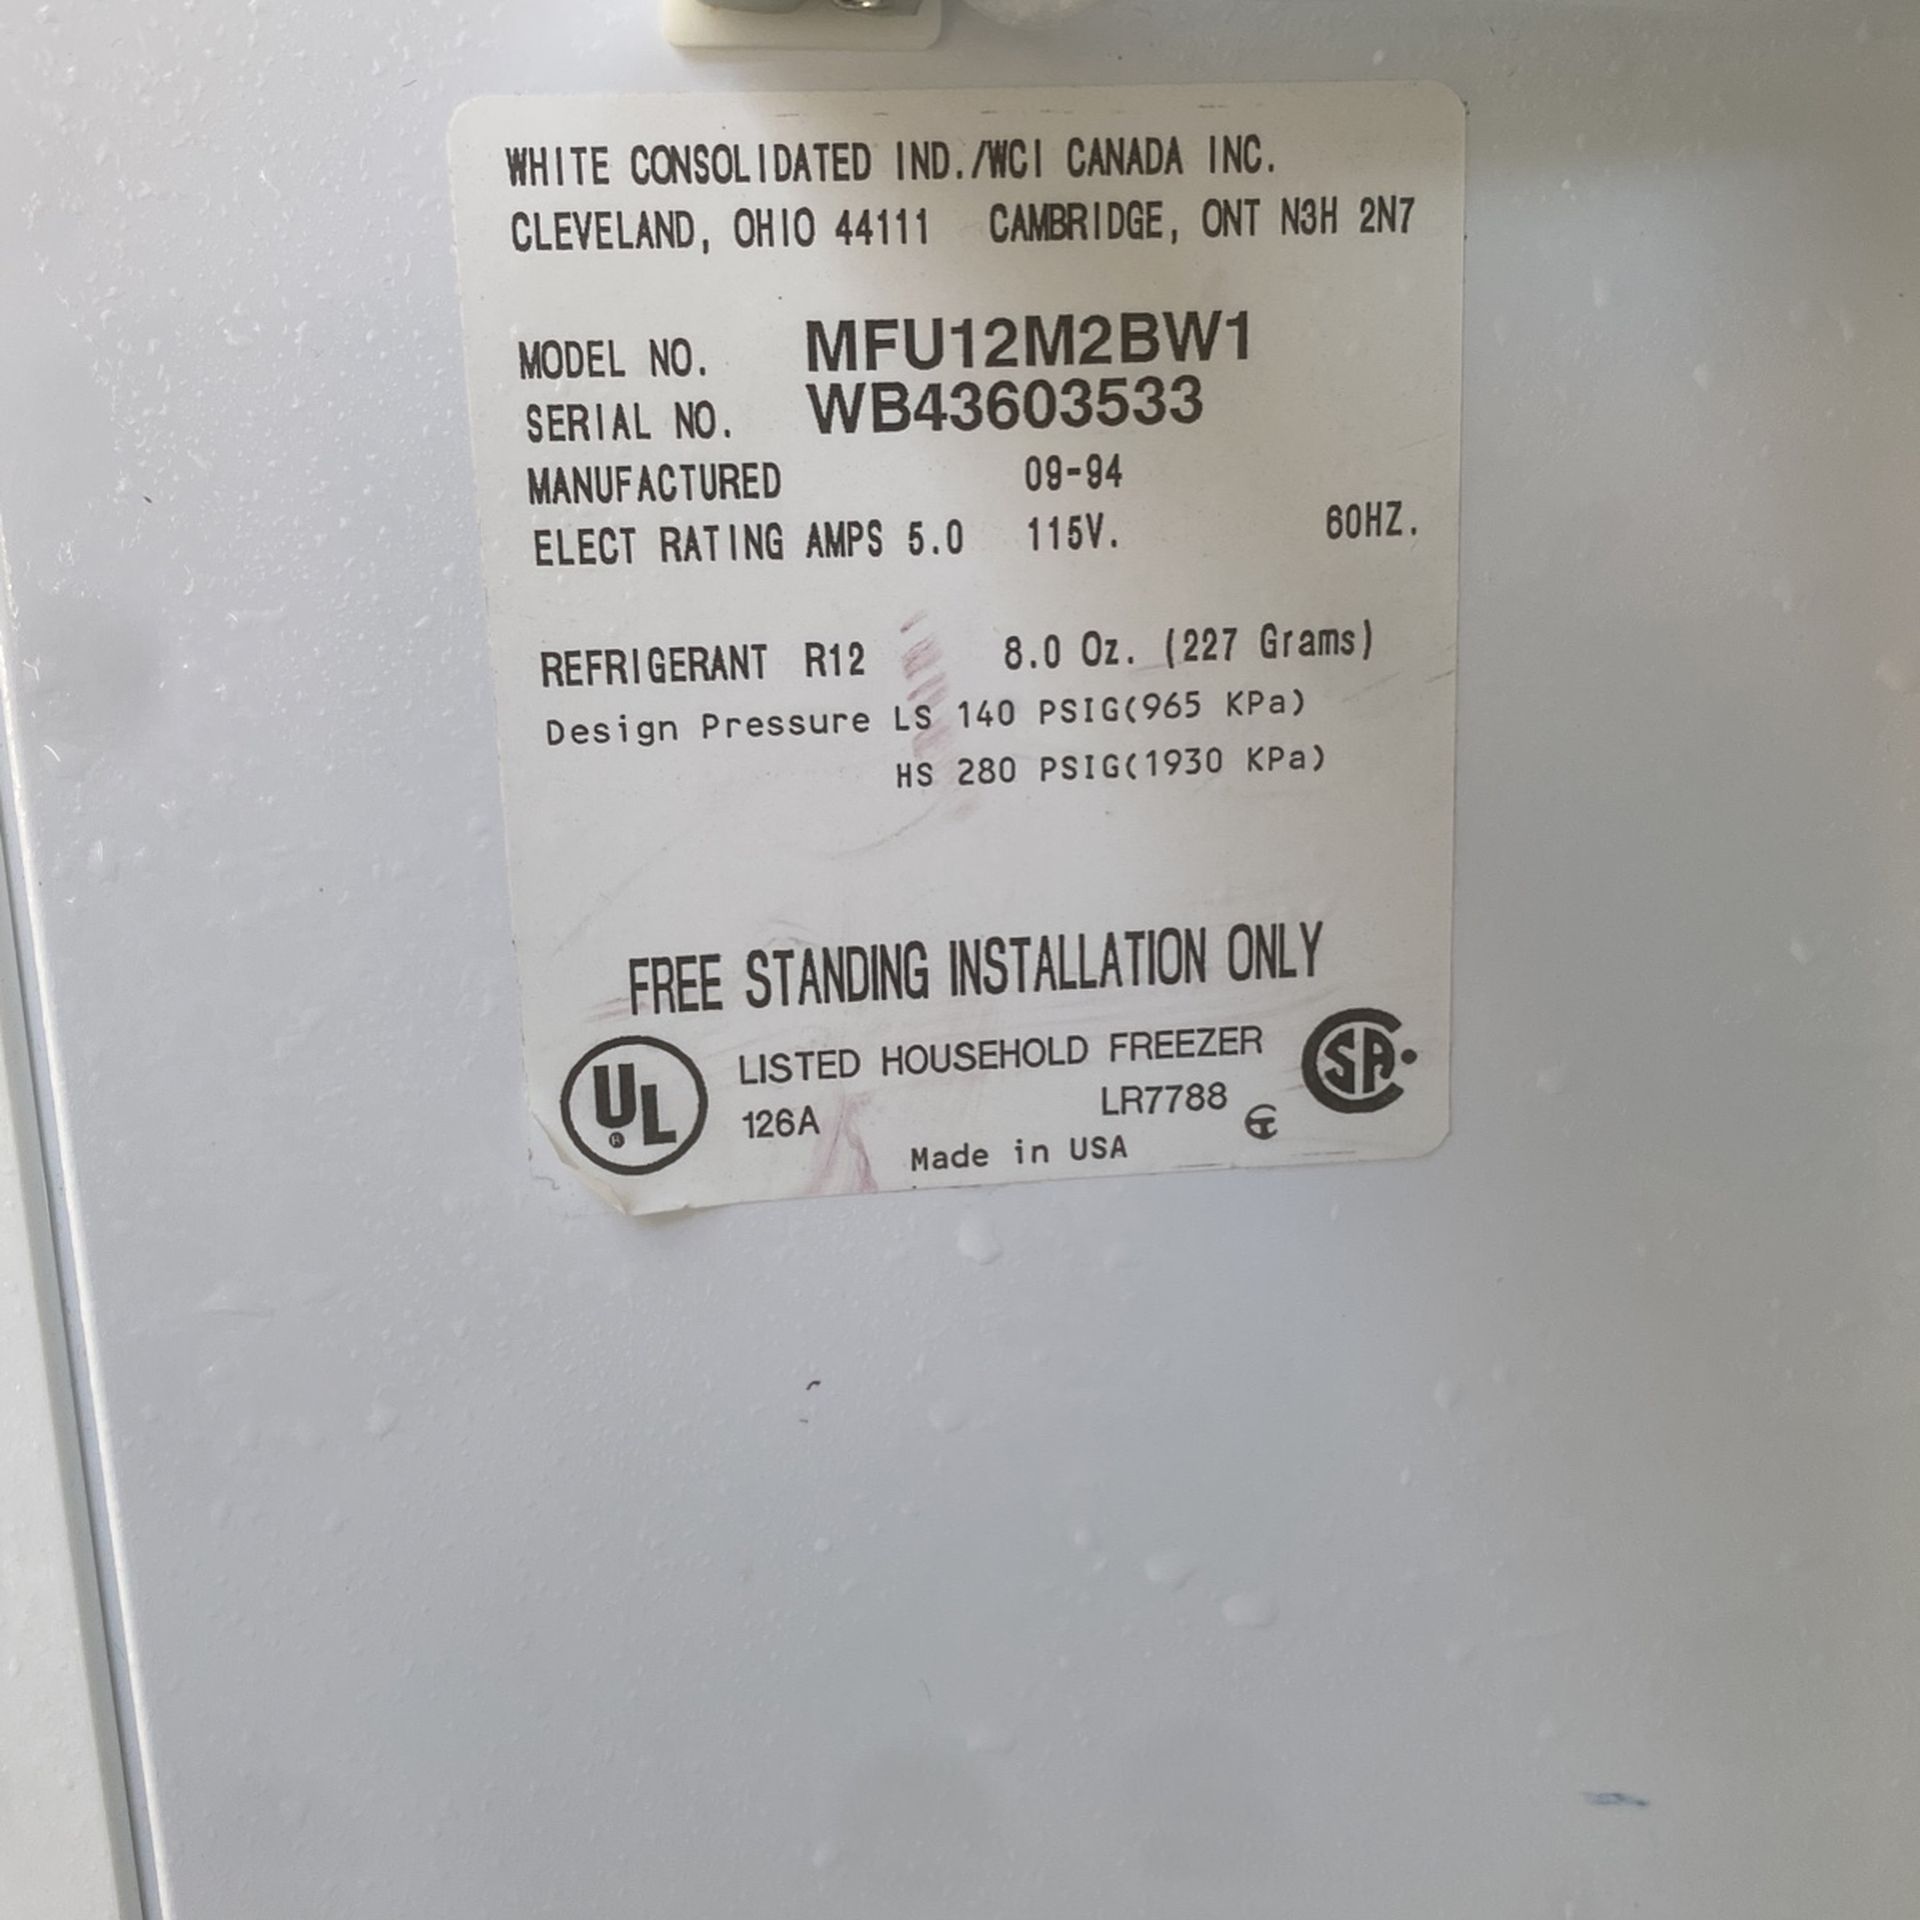 WHITE CONSOLIDATED IND./WCI CANADA INC.
CLEVELAND, OHIO 44111 CAMBRIDGE, ONT N3H 2N7
MODEL NO. MFU12M2BW1
SERIAL NO. WB43603533
MANUFACTURED 09-94
ELECT RATING AMPS 5.0 115V. 60HZ.
REFRIGERANT R12 8.0 Oz. (227 Grams)
Design Pressure LS 140 PSIG(965 KPa)
HS 280 PSIG(1930 KPa)
FREE STANDING INSTALLATION ONLY
UL LISTED HOUSEHOLD FREEZER SA
126A LR7788
Made in USA